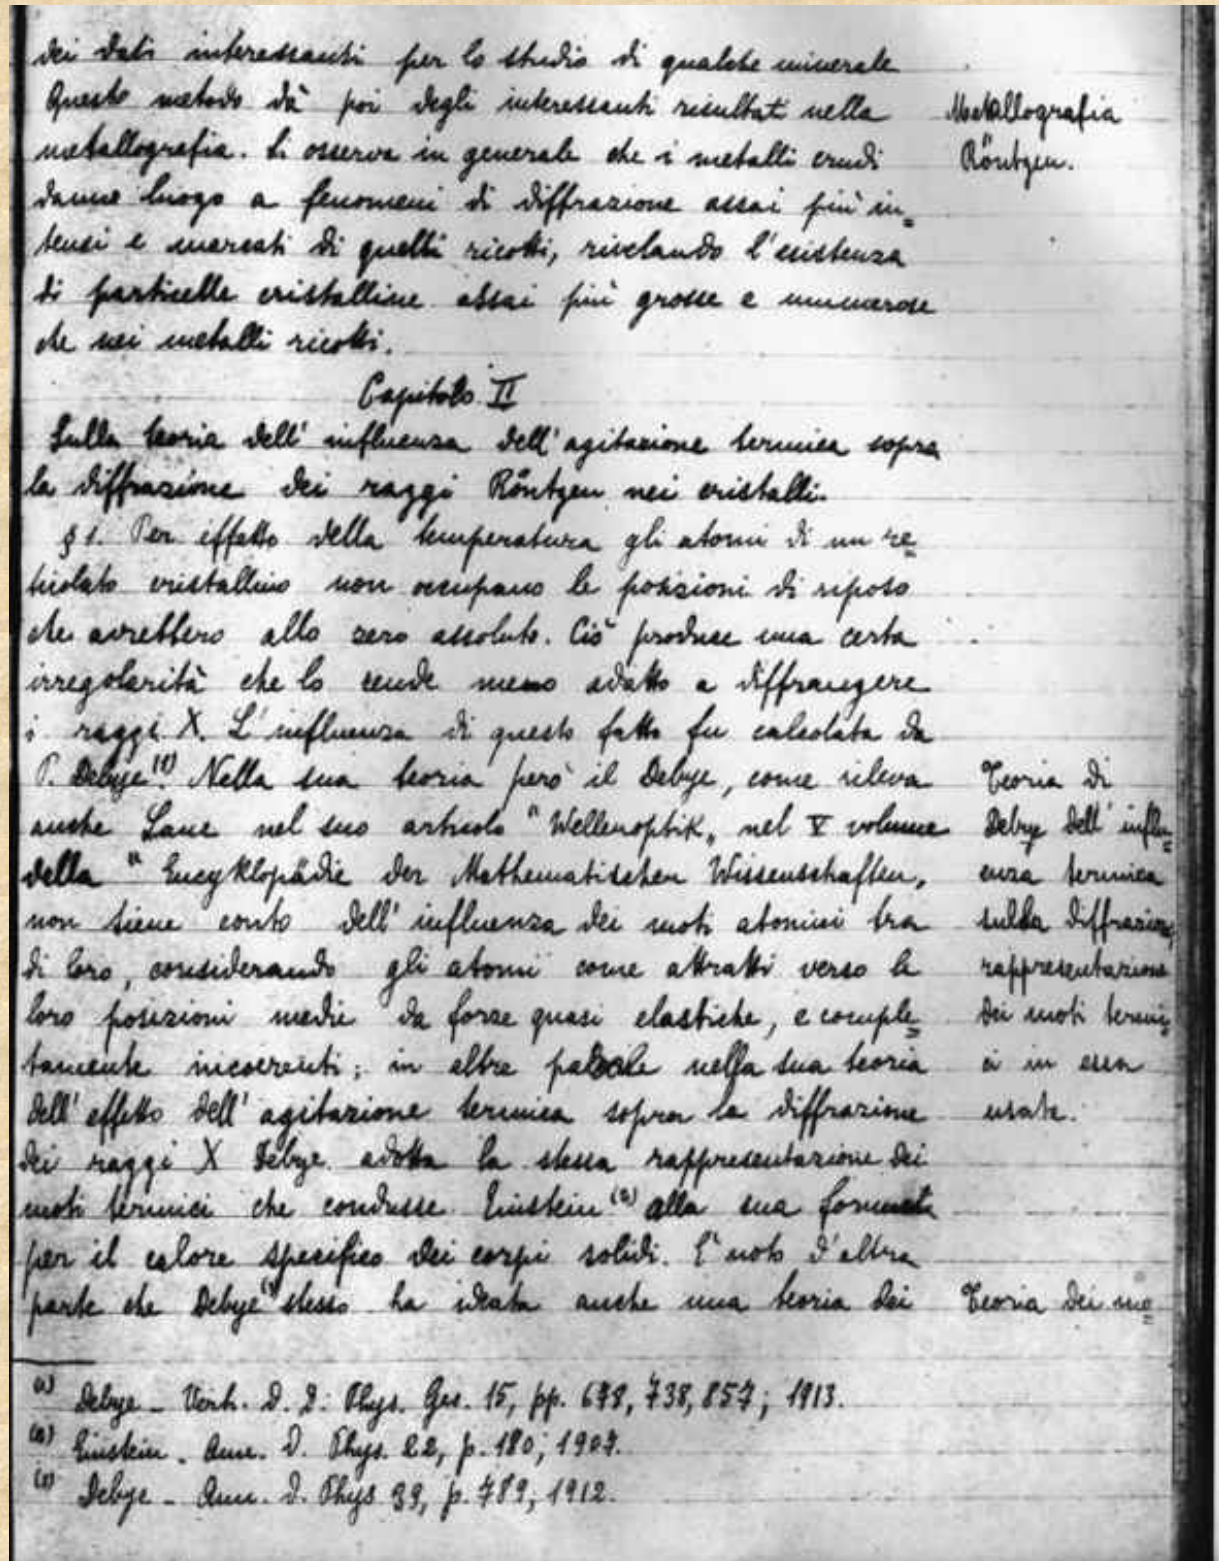 dei dati interessanti per lo studio di qualche minerale
Questo metodo dà poi degli interessanti risultati nella
metallografia. Si osserva in generale che i metalli crudi
danno luogo a fenomeni di diffrazione assai più in=
tensi e marcati di quelli ricotti, rivelando l'esistenza
di particelle cristalline assai più grosse e numerose
che nei metalli ricotti.
Metallografia
Röntgen.
Capitolo II
Sulla teoria dell'influenza dell'agitazione termica sopra
la diffrazione dei raggi Röntgen nei cristalli.
§ 1. Per effetto della temperatura gli atomi di un re=
ticolato cristallino non occupano le posizioni di riposo
che avrebbero allo zero assoluto. Ciò produce una certa
irregolarità che lo rende meno adatto a diffrangere
i raggi X. L'influenza di questo fatto fu calcolata da
P. Debye (1). Nella sua teoria però il Debye, come rileva
anche Laue nel suo articolo "Wellenoptik„ nel V volume
della "Encyklopädie der Mathematischen Wissenschaften,
non tiene conto dell'influenza dei moti atomici tra
di loro, considerando gli atomi come attratti verso le
loro posizioni medie da forze quasi elastiche, e comple=
tamente incoerenti; in altre parole nella sua teoria
dell'effetto dell'agitazione termica sopra la diffrazione
dei raggi X Debye adotta la stessa rappresentazione dei
moti termici che condusse Einstein (2) alla sua formula
per il calore specifico dei corpi solidi. È noto d'altra
parte che Debye (3) stesso ha ideata anche una teoria dei
Teoria di
Debye dell'influ=
enza termica
sulla diffrazione,
rappresentazione
dei moti termi=
ci in essa
usata.
Teoria dei mo=
(1) Debye - Verh. d. D. Phys. Ges. 15, pp. 678, 738, 857; 1913.
(2) Einstein - Ann. d. Phys. 22, p. 180; 1907.
(3) Debye - Ann. d. Phys 39, p. 789; 1912.